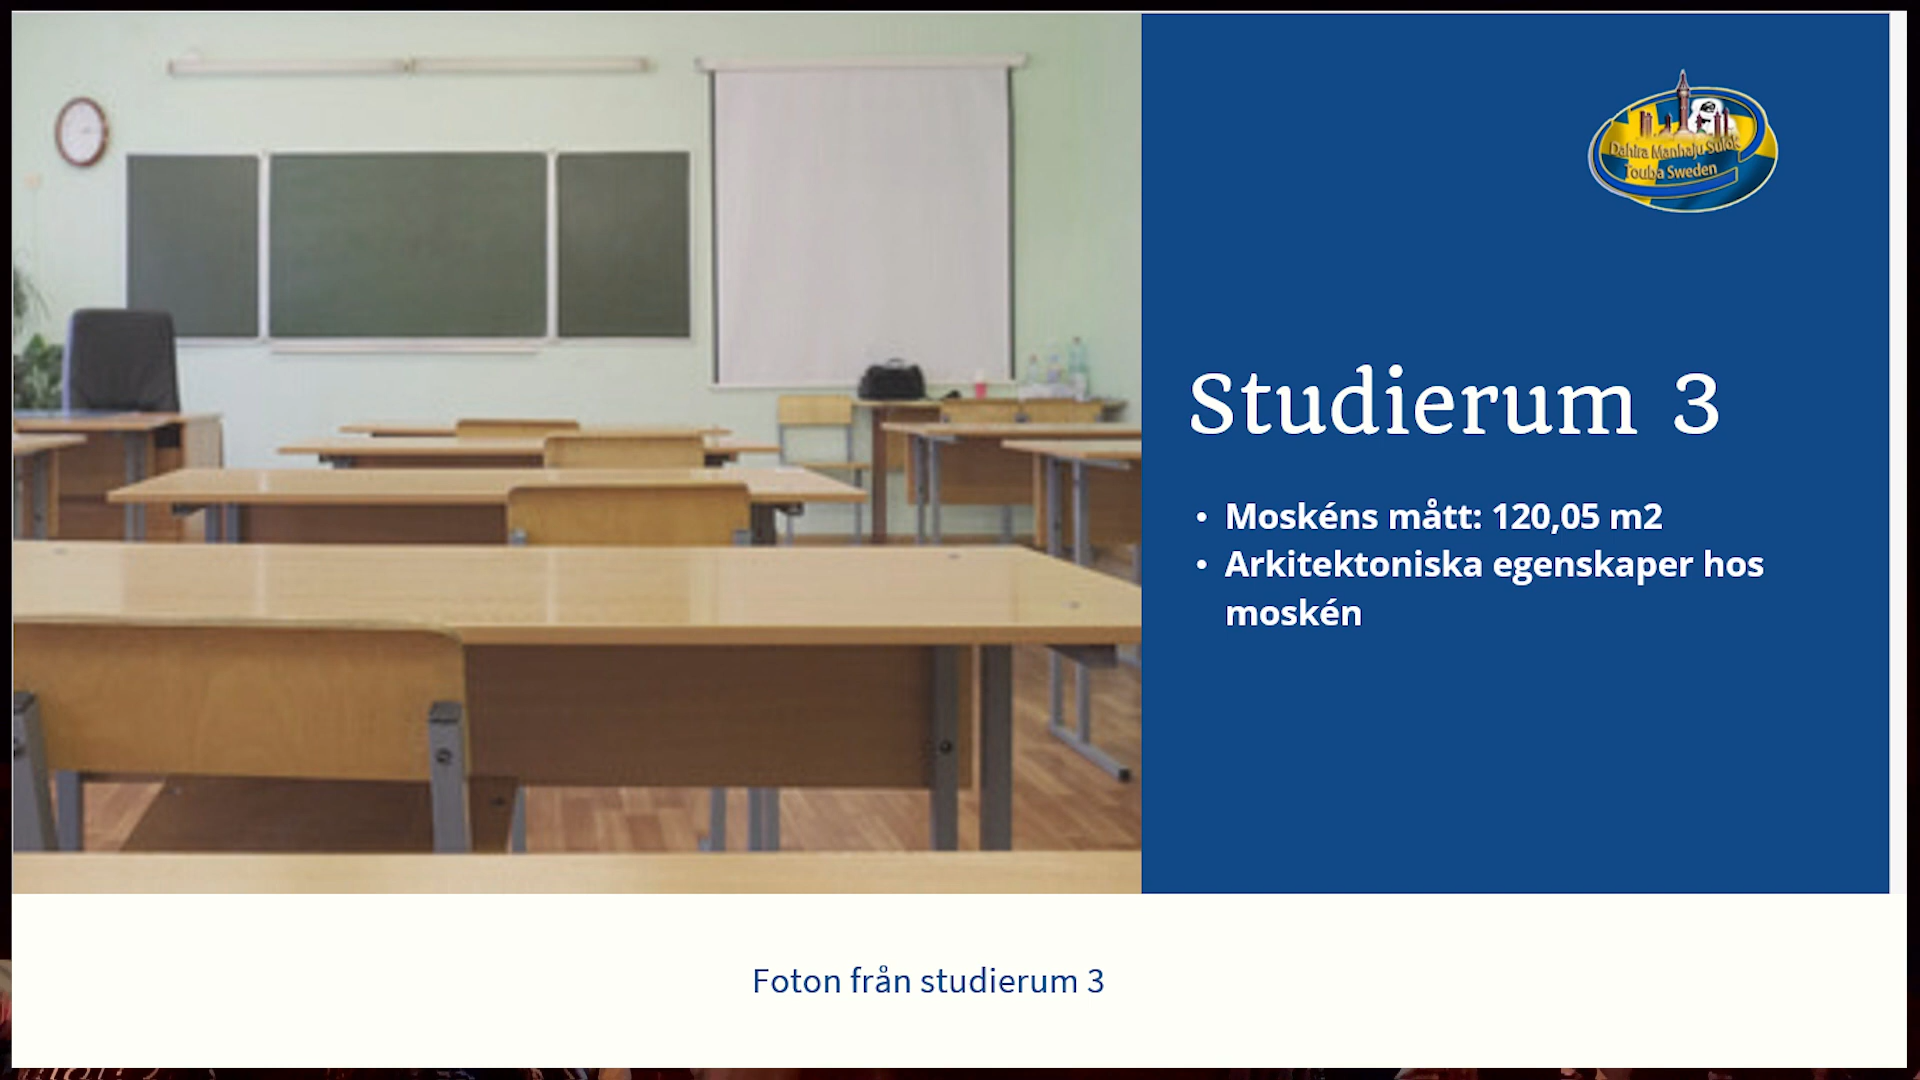 Dahira Manhaju Sulok
Touba Sweden
Studierum 3
• Moskéns mått: 120,05 m2
• Arkitektoniska egenskaper hos
moskén
Foton från studierum 3